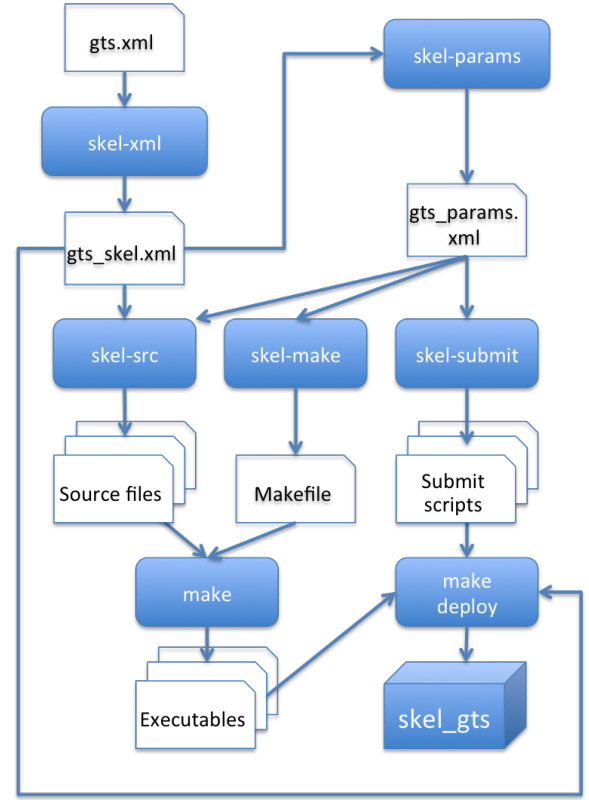 gts.xml
skel-params
skel-xml
gts_params.
xml
gts_skel.xml
skel-src
skel-make
skel-submit
Source files
Makefile
Submit
scripts
make
make
deploy
Executables
skel_gts